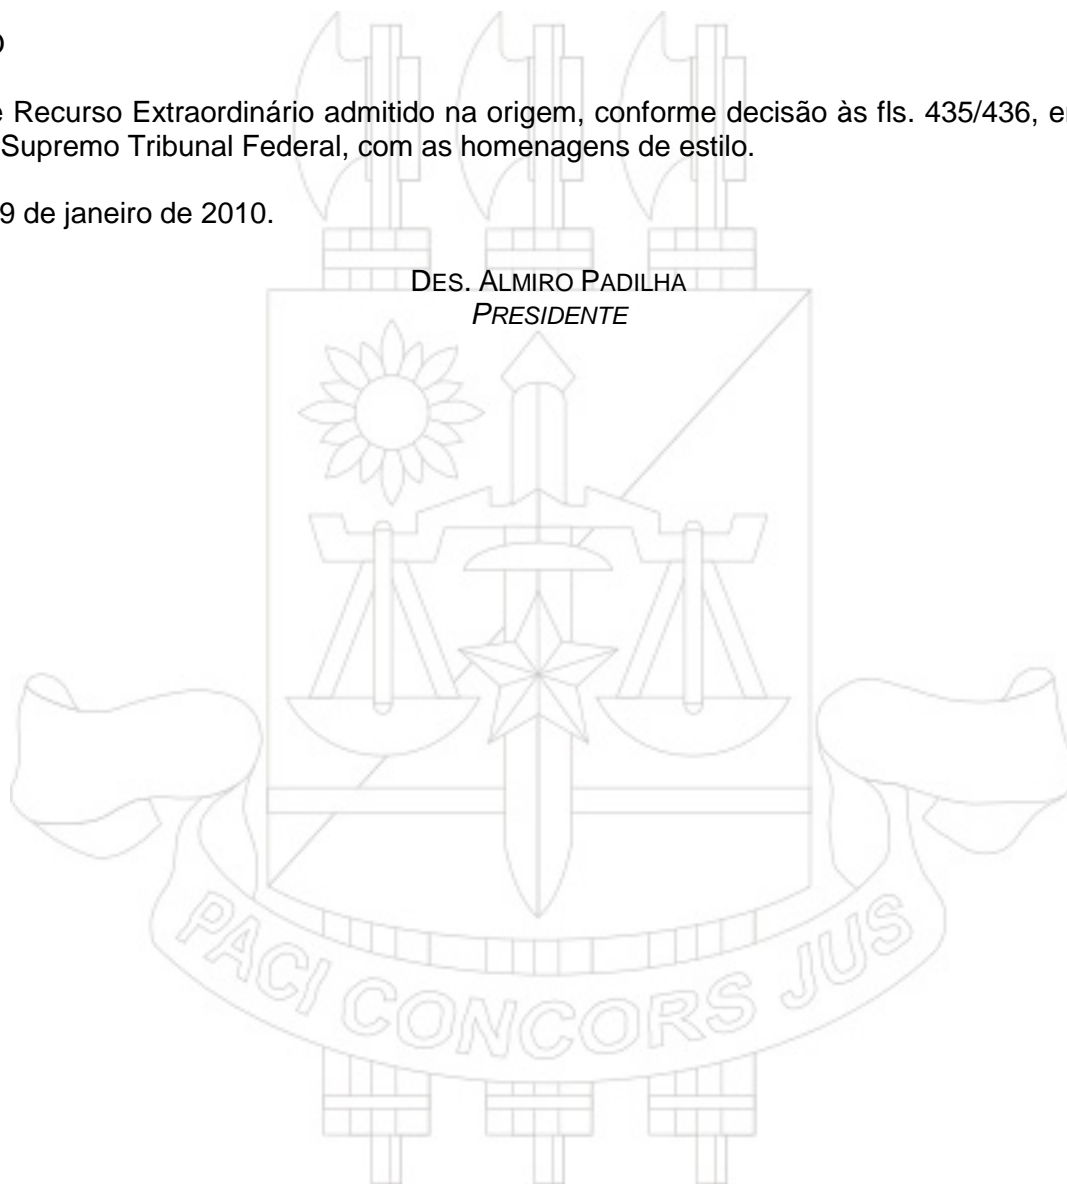 Recurso Extraordinário admitido na origem, conforme decisão às fls. 435/436,
Supremo Tribunal Federal, com as homenagens de estilo.
9 de janeiro de 2010.
DES. ALMIRO PADILHA
PRESIDENTE
PACI CONCORS JUS